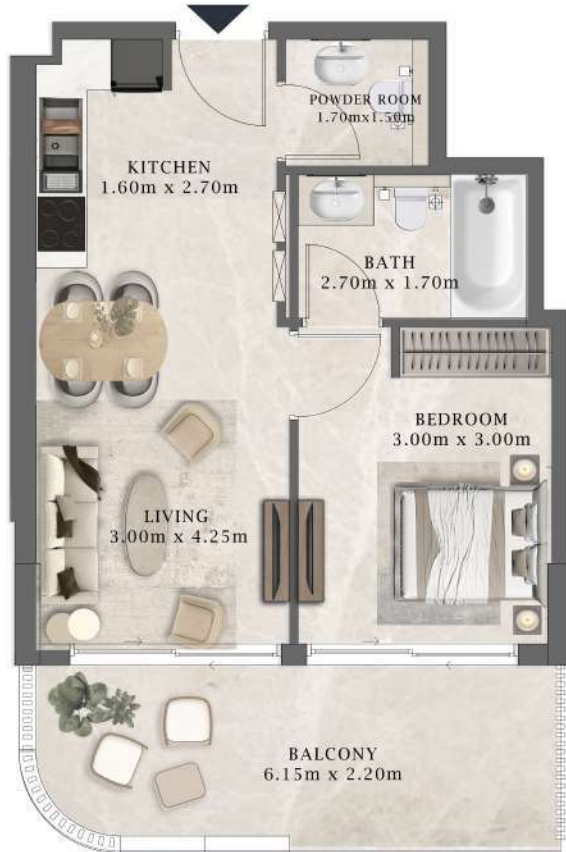 POWDER ROOM
1.70mx1.50m
KITCHEN
1.60m x 2.70m
BATH
2.70m x 1.70m
BEDROOM
3.00m x 3.00m
LIVING
3.00m x 4.25m
BALCONY
6.15m x 2.20m